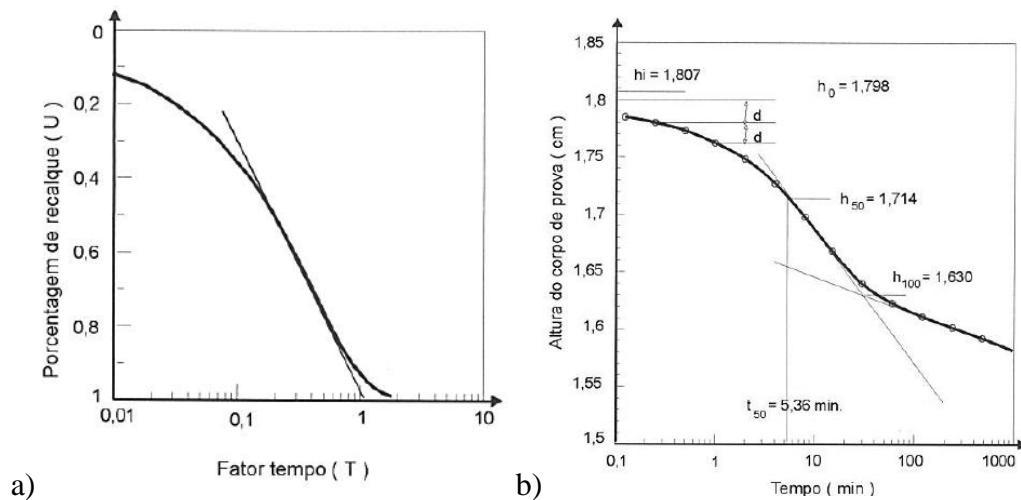 0
0,2
0,4
0,6
0,8
1
0,01
0,1
1
10
Porcentagem de recalque ( U )
Fator tempo ( T )
a)
1,85
1,8
1,75
1,7
1,65
1,6
1,55
1,5
0,1
1
10
100
1000
Altura do corpo de prova ( cm )
Tempo ( min )
hi = 1,807
h0 = 1,798
d
d
h50 = 1,714
h100 = 1,630
t50 = 5,36 min.
b)